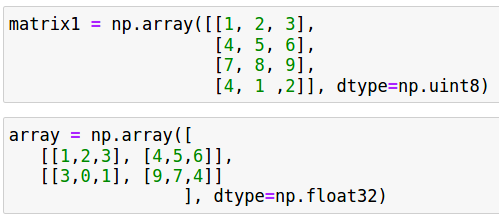 matrix1 = np.array([[1, 2, 3],
                    [4, 5, 6],
                    [7, 8, 9],
                    [4, 1 ,2]], dtype=np.uint8)
array = np.array([
   [[1,2,3], [4,5,6]],
   [[3,0,1], [9,7,4]]
                 ], dtype=np.float32)